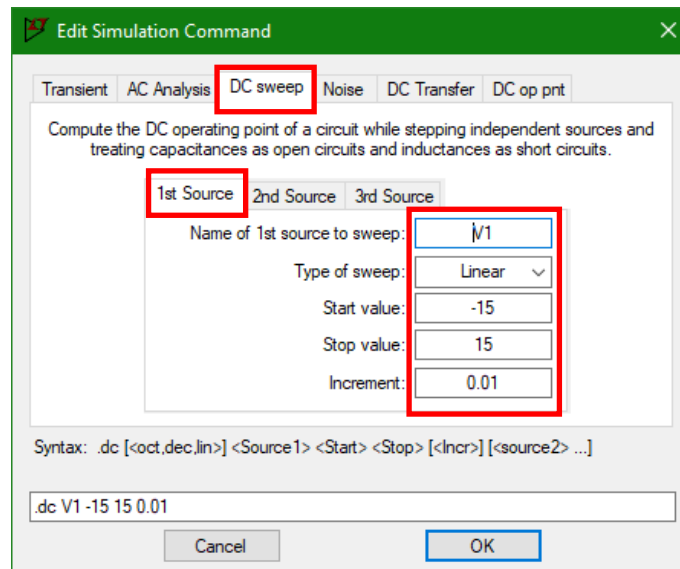 Edit Simulation Command
Transient AC Analysis DC sweep Noise DC Transfer DC op pnt
Compute the DC operating point of a circuit while stepping independent sources and
treating capacitances as open circuits and inductances as short circuits.
1st Source 2nd Source 3rd Source
Name of 1st source to sweep: V1
Type of sweep: Linear
Start value: -15
Stop value: 15
Increment: 0.01
Syntax: .dc [<oct,dec,lin>] <Source1> <Start> <Stop> [<Incr>] [<source2> ...]
.dc V1 -15 15 0.01
Cancel OK